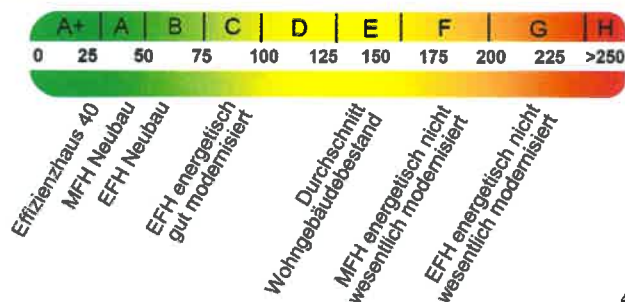 A+ A B C D E F G H
0 25 50 75 100 125 150 175 200 225 >250
Effizienzhaus 40
MFH Neubau
EFH Neubau
EFH energetisch
gut modernisiert
Durchschnitt
Wohngebäudebestand
MFH energetisch nicht
wesentlich modernisiert
EFH energetisch nicht
wesentlich modernisiert